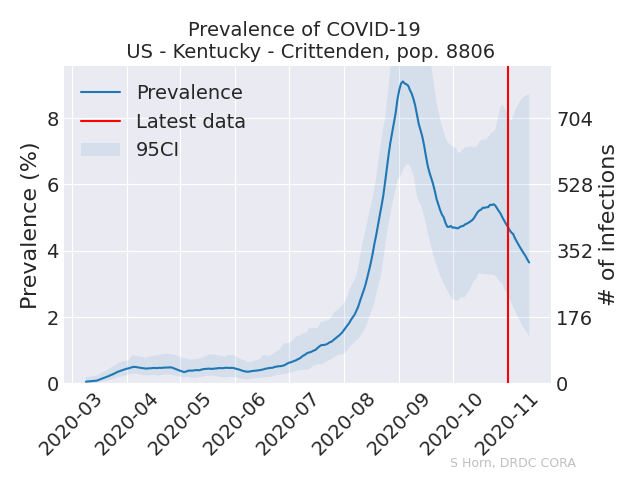 Prevalence of COVID-19
US - Kentucky - Crittenden, pop. 8806
Prevalence
Latest data
95CI
Prevalence (%)
8
6
4
2
0
# of infections
704
528
352
176
0
2020-03
2020-04
2020-05
2020-06
2020-07
2020-08
2020-09
2020-10
2020-11
S Horn, DRDC CORA